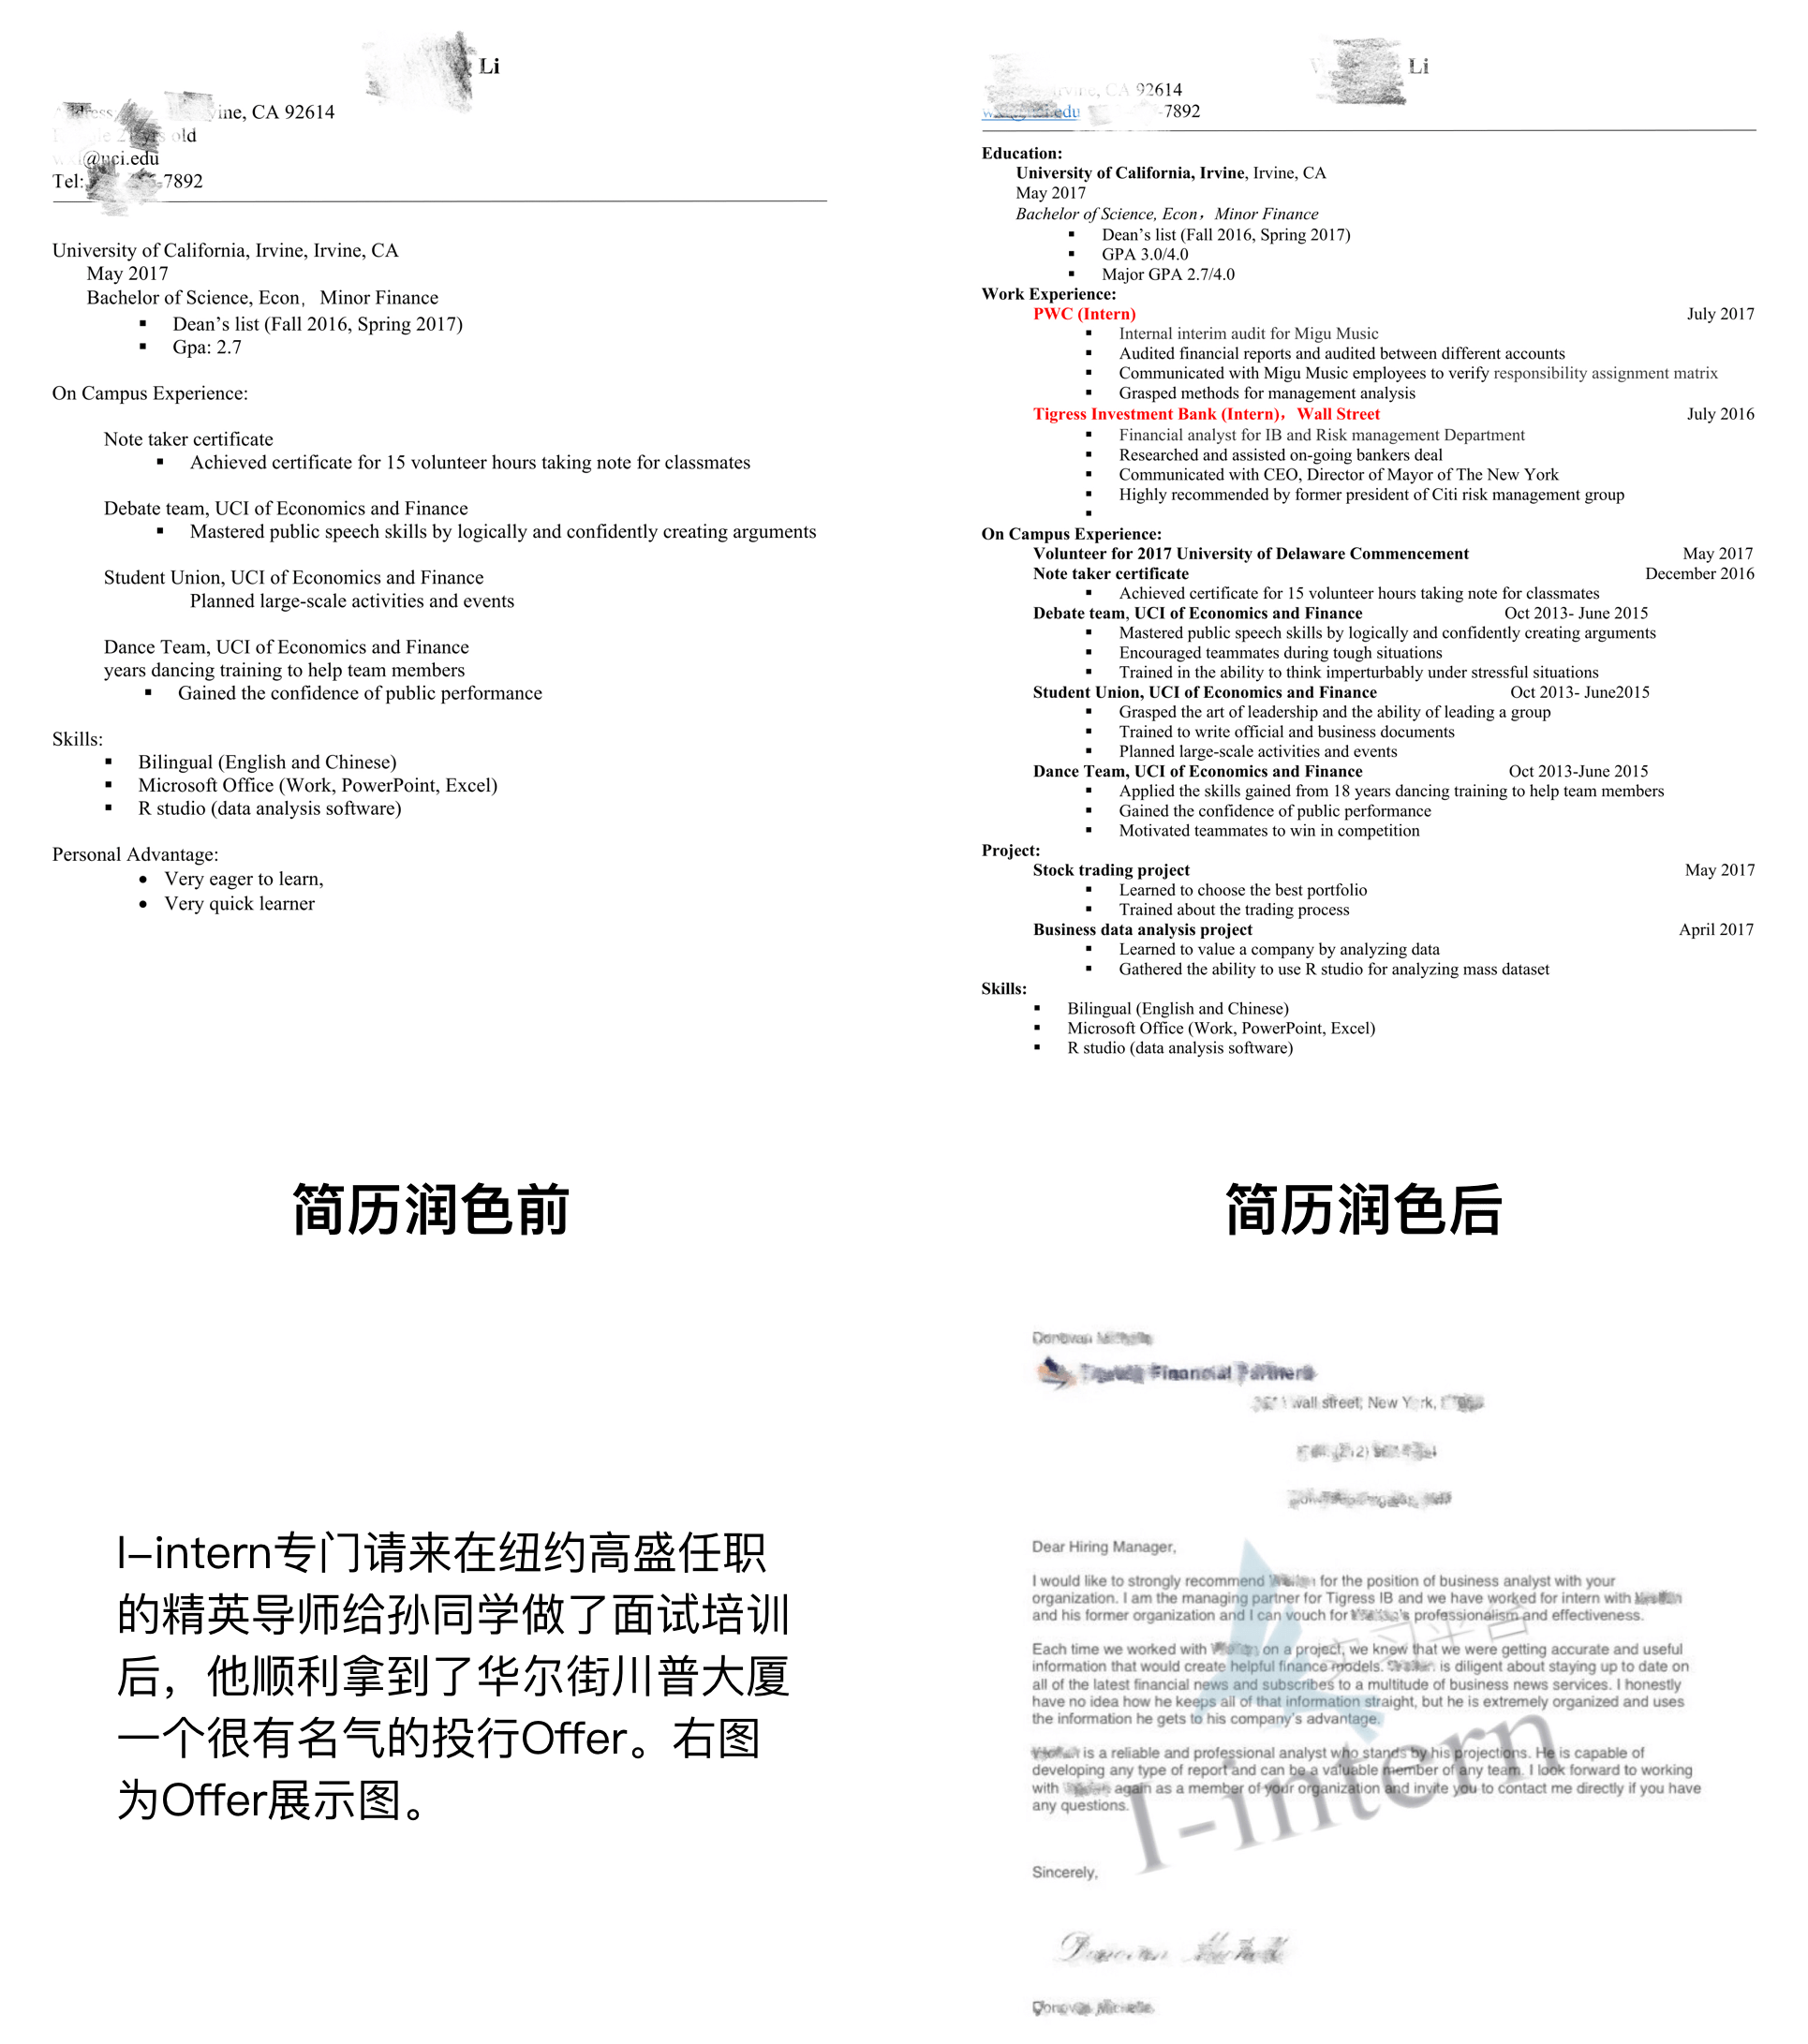 Li
ine, CA 92614
old
@uci.edu
Tel: -7892
University of California, Irvine, Irvine, CA
May 2017
Bachelor of Science, Econ，Minor Finance
▪ Dean's list (Fall 2016, Spring 2017)
▪ Gpa: 2.7
On Campus Experience:
Note taker certificate
▪ Achieved certificate for 15 volunteer hours taking note for classmates
Debate team, UCI of Economics and Finance
▪ Mastered public speech skills by logically and confidently creating arguments
Student Union, UCI of Economics and Finance
Planned large-scale activities and events
Dance Team, UCI of Economics and Finance
years dancing training to help team members
▪ Gained the confidence of public performance
Skills:
▪ Bilingual (English and Chinese)
▪ Microsoft Office (Work, PowerPoint, Excel)
▪ R studio (data analysis software)
Personal Advantage:
• Very eager to learn,
• Very quick learner
简历润色前
Li
CA 92614
edu -7892
Education:
University of California, Irvine, Irvine, CA
May 2017
Bachelor of Science, Econ，Minor Finance
▪ Dean's list (Fall 2016, Spring 2017)
▪ GPA 3.0/4.0
▪ Major GPA 2.7/4.0
Work Experience:
PWC (Intern) July 2017
▪ Internal interim audit for Migu Music
▪ Audited financial reports and audited between different accounts
▪ Communicated with Migu Music employees to verify responsibility assignment matrix
▪ Grasped methods for management analysis
Tigress Investment Bank (Intern)，Wall Street July 2016
▪ Financial analyst for IB and Risk management Department
▪ Researched and assisted on-going bankers deal
▪ Communicated with CEO, Director of Mayor of The New York
▪ Highly recommended by former president of Citi risk management group
▪
On Campus Experience:
Volunteer for 2017 University of Delaware Commencement May 2017
Note taker certificate December 2016
▪ Achieved certificate for 15 volunteer hours taking note for classmates
Debate team, UCI of Economics and Finance Oct 2013- June 2015
▪ Mastered public speech skills by logically and confidently creating arguments
▪ Encouraged teammates during tough situations
▪ Trained in the ability to think imperturbably under stressful situations
Student Union, UCI of Economics and Finance Oct 2013- June2015
▪ Grasped the art of leadership and the ability of leading a group
▪ Trained to write official and business documents
▪ Planned large-scale activities and events
Dance Team, UCI of Economics and Finance Oct 2013-June 2015
▪ Applied the skills gained from 18 years dancing training to help team members
▪ Gained the confidence of public performance
▪ Motivated teammates to win in competition
Project:
Stock trading project May 2017
▪ Learned to choose the best portfolio
▪ Trained about the trading process
Business data analysis project April 2017
▪ Learned to value a company by analyzing data
▪ Gathered the ability to use R studio for analyzing mass dataset
Skills:
▪ Bilingual (English and Chinese)
▪ Microsoft Office (Work, PowerPoint, Excel)
▪ R studio (data analysis software)
简历润色后
I-intern专门请来在纽约高盛任职
的精英导师给孙同学做了面试培训
后，他顺利拿到了华尔街川普大厦
一个很有名气的投行Offer。右图
为Offer展示图。
Donovan
Financial Partners
wall street, New York,
Dear Hiring Manager,
I would like to strongly recommend for the position of business analyst with your
organization. I am the managing partner for Tigress IB and we have worked for intern with
and his former organization and I can vouch for 's professionalism and effectiveness.
Each time we worked with on a project, we knew that we were getting accurate and useful
information that would create helpful finance models. is diligent about staying up to date on
all of the latest financial news and subscribes to a multitude of business news services. I honestly
have no idea how he keeps all of that information straight, but he is extremely organized and uses
the information he gets to his company's advantage.
is a reliable and professional analyst who stands by his projections. He is capable of
developing any type of report and can be a valuable member of any team. I look forward to working
with again as a member of your organization and invite you to contact me directly if you have
any questions.
实习平台
I-intern
Sincerely,